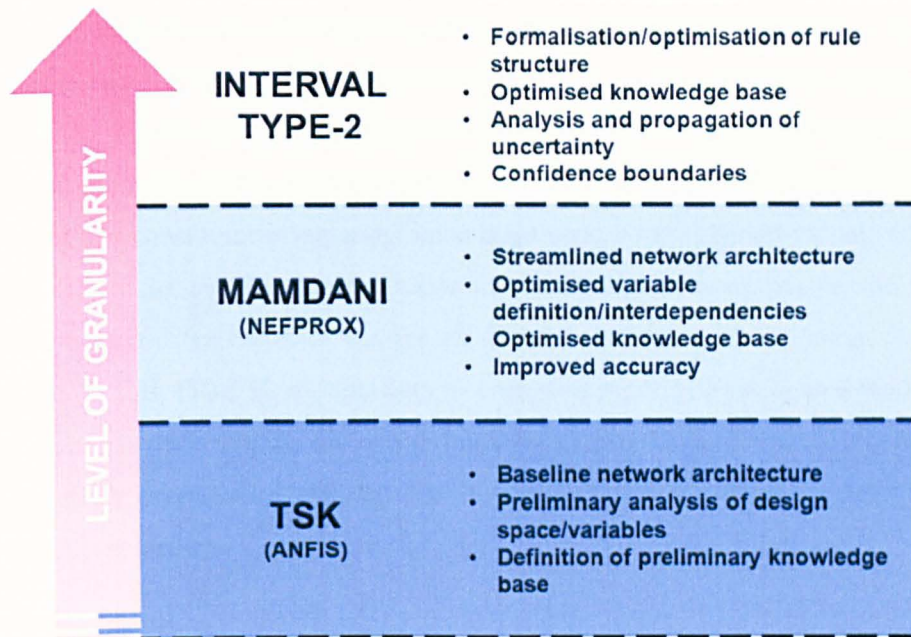 LEVEL OF GRANULARITY
INTERVAL
TYPE-2
• Formalisation/optimisation of rule
structure
• Optimised knowledge base
• Analysis and propagation of
uncertainty
• Confidence boundaries
MAMDANI
(NEFPROX)
• Streamlined network architecture
• Optimised variable
definition/interdependencies
• Optimised knowledge base
• Improved accuracy
TSK
(ANFIS)
• Baseline network architecture
• Preliminary analysis of design
space/variables
• Definition of preliminary knowledge
base